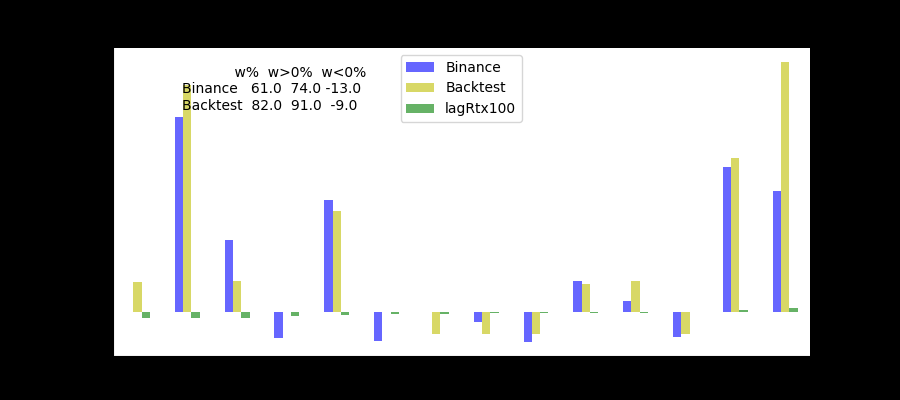 w%  w>0%  w<0%
Binance   61.0  74.0 -13.0
Backtest  82.0  91.0  -9.0
Binance
Backtest
lagRtx100